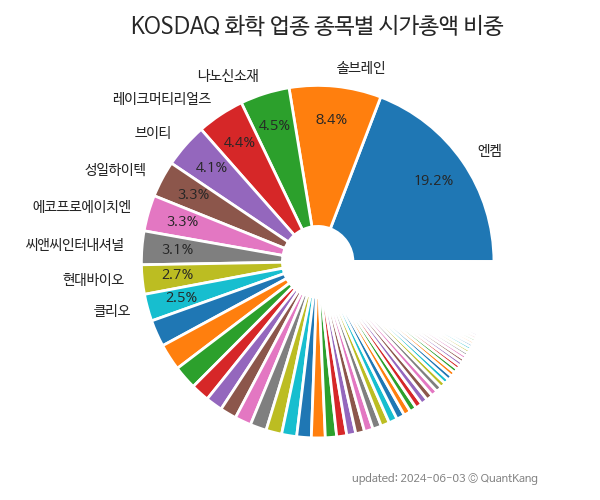 KOSDAQ 화학 업종 종목별 시가총액 비중
엔켐
19.2%
솔브레인
8.4%
나노신소재
4.5%
레이크머티리얼즈
4.4%
브이티
4.1%
성일하이텍
3.3%
에코프로에이치엔
3.3%
씨앤씨인터내셔널
3.1%
현대바이오
2.7%
클리오
2.5%
updated: 2024-06-03 © QuantKang